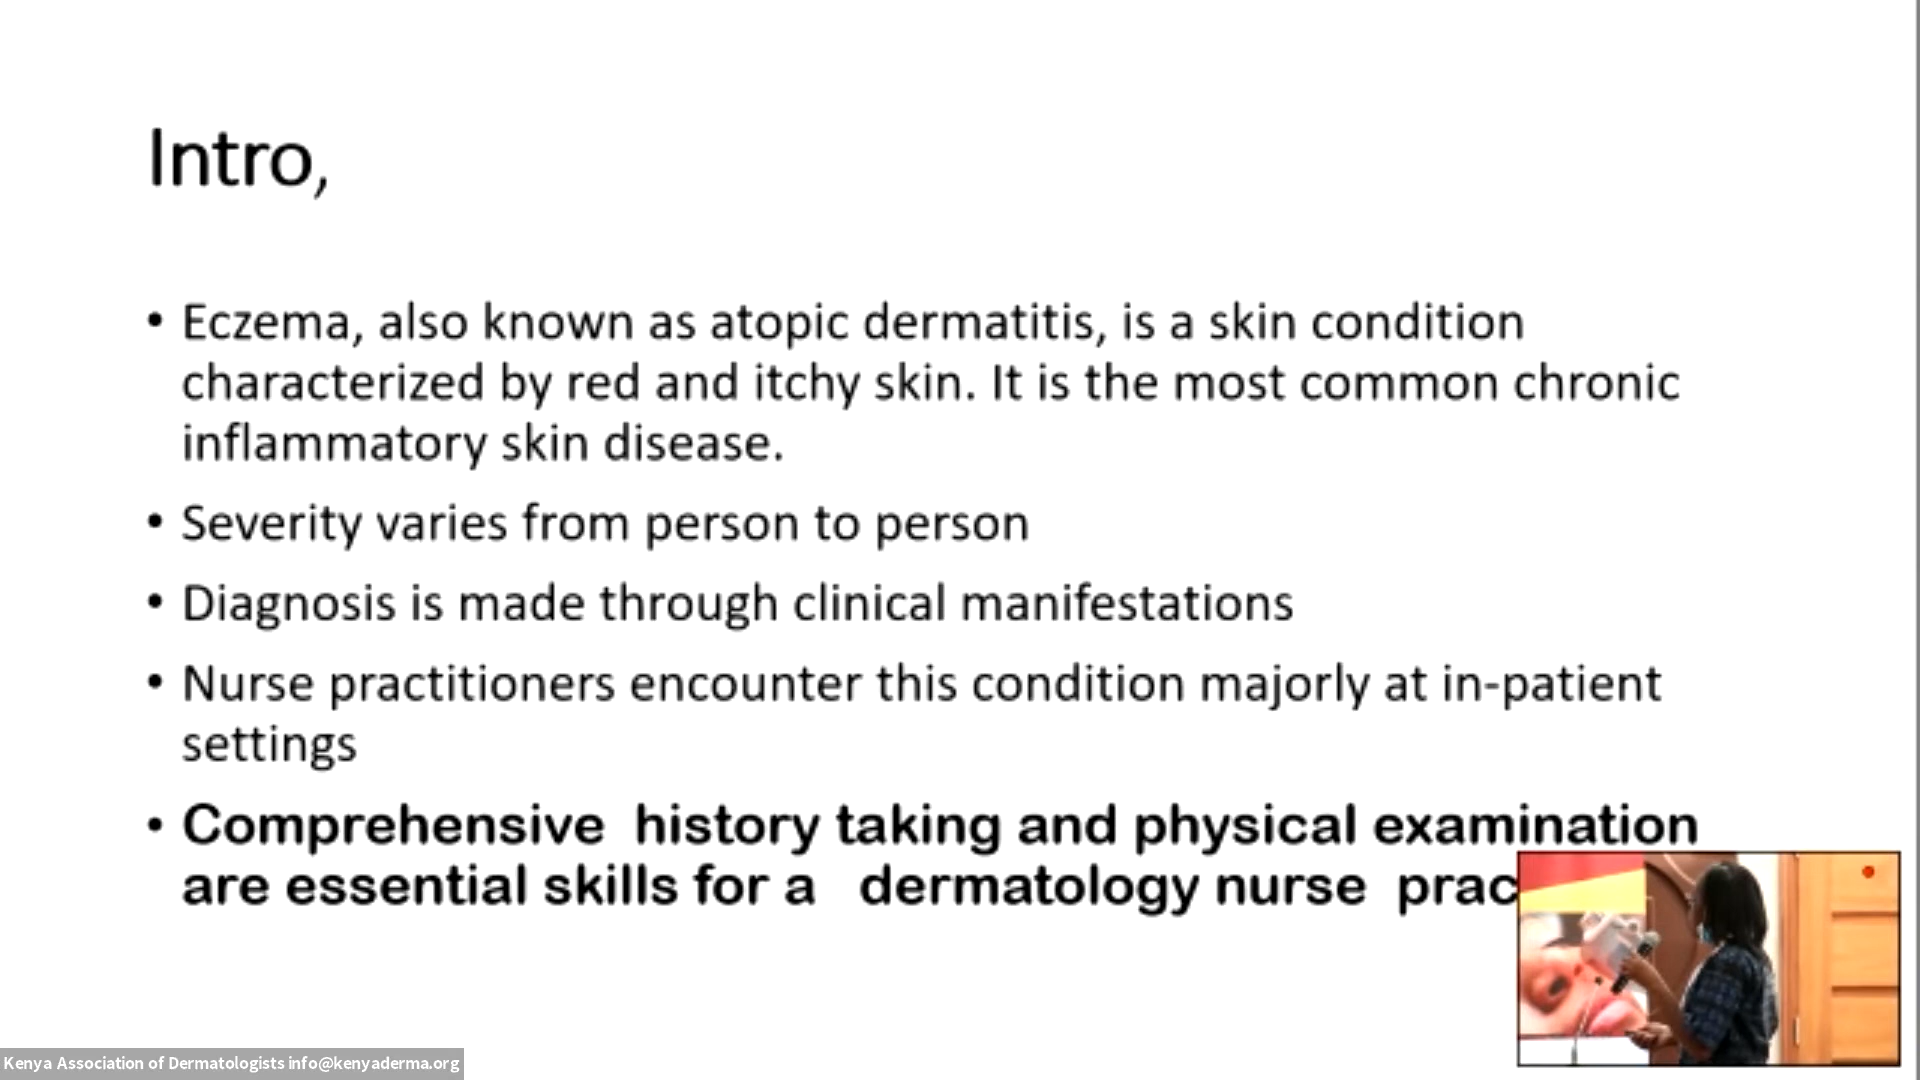 Intro,
• Eczema, also known as atopic dermatitis, is a skin condition
characterized by red and itchy skin. It is the most common chronic
inflammatory skin disease.
• Severity varies from person to person
• Diagnosis is made through clinical manifestations
• Nurse practitioners encounter this condition majorly at in-patient
settings
• Comprehensive history taking and physical examination
are essential skills for a dermatology nurse prac
Kenya Association of Dermatologists info@kenyaderma.org